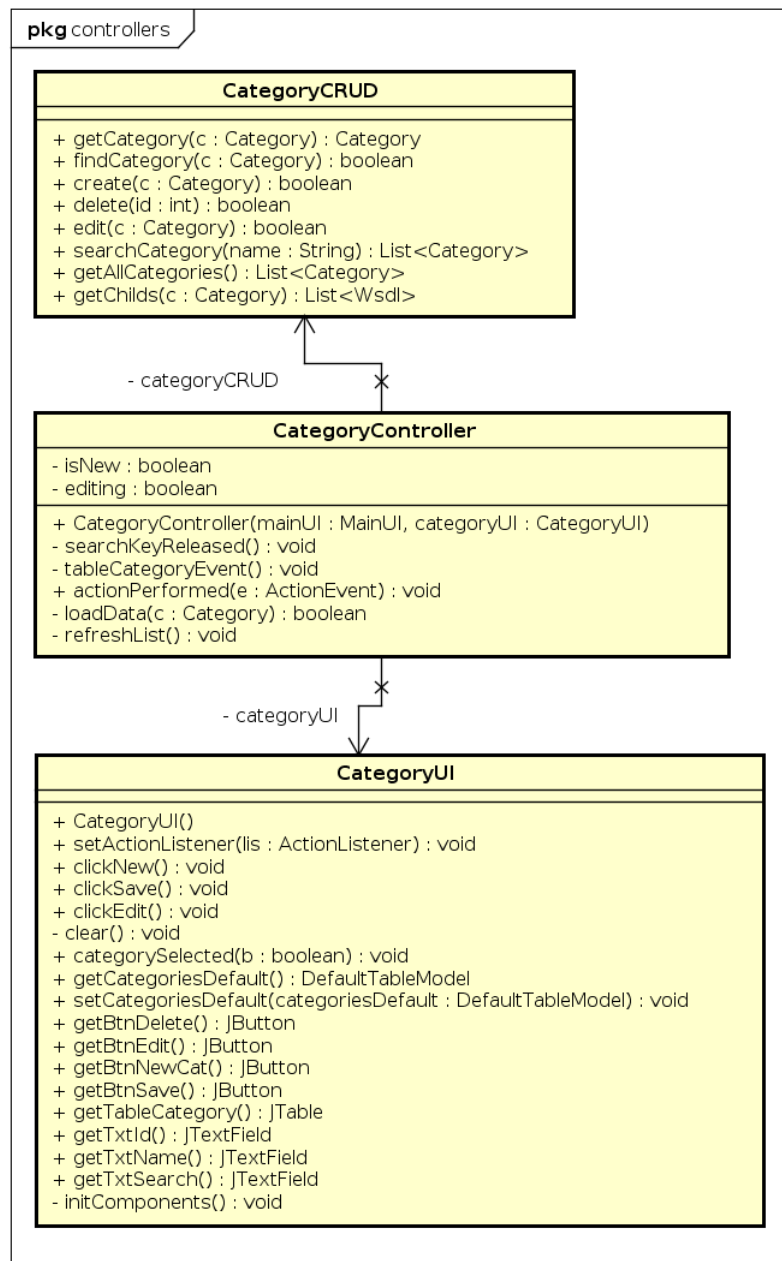 pkg controllers
CategoryCRUD
+ getCategory(c : Category) : Category
+ findCategory(c : Category) : boolean
+ create(c : Category) : boolean
+ delete(id : int) : boolean
+ edit(c : Category) : boolean
+ searchCategory(name : String) : List<Category>
+ getAllCategories() : List<Category>
+ getChilds(c : Category) : List<Wsdl>
- categoryCRUD
CategoryController
- isNew : boolean
- editing : boolean
+ CategoryController(mainUI : MainUI, categoryUI : CategoryUI)
- searchKeyReleased() : void
- tableCategoryEvent() : void
+ actionPerformed(e : ActionEvent) : void
- loadData(c : Category) : boolean
- refreshList() : void
- categoryUI
CategoryUI
+ CategoryUI()
+ setActionListener(lis : ActionListener) : void
+ clickNew() : void
+ clickSave() : void
+ clickEdit() : void
- clear() : void
+ categorySelected(b : boolean) : void
+ getCategoriesDefault() : DefaultTableModel
+ setCategoriesDefault(categoriesDefault : DefaultTableModel) : void
+ getBtnDelete() : JButton
+ getBtnEdit() : JButton
+ getBtnNewCat() : JButton
+ getBtnSave() : JButton
+ getTableCategory() : JTable
+ getTxtId() : JTextField
+ getTxtName() : JTextField
+ getTxtSearch() : JTextField
- initComponents() : void